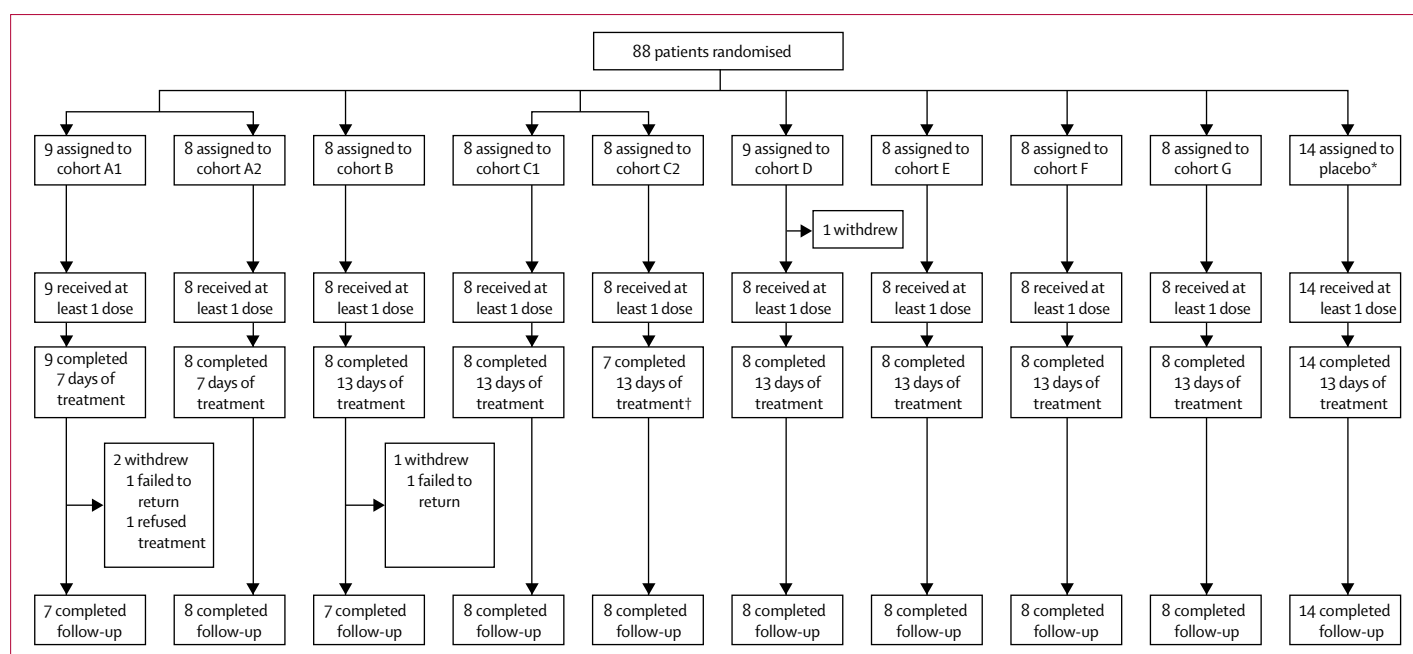 88 patients randomised
9 assigned to
cohort A1
8 assigned to
cohort A2
8 assigned to
cohort B
8 assigned to
cohort C1
8 assigned to
cohort C2
9 assigned to
cohort D
8 assigned to
cohort E
8 assigned to
cohort F
8 assigned to
cohort G
14 assigned to
placebo*
1 withdrew
9 received at
least 1 dose
8 received at
least 1 dose
8 received at
least 1 dose
8 received at
least 1 dose
8 received at
least 1 dose
8 received at
least 1 dose
8 received at
least 1 dose
8 received at
least 1 dose
8 received at
least 1 dose
14 received at
least 1 dose
9 completed
7 days of
treatment
8 completed
7 days of
treatment
8 completed
13 days of
treatment
8 completed
13 days of
treatment
7 completed
13 days of
treatment†
8 completed
13 days of
treatment
8 completed
13 days of
treatment
8 completed
13 days of
treatment
8 completed
13 days of
treatment
14 completed
13 days of
treatment
2 withdrew
1 failed to
return
1 refused
treatment
1 withdrew
1 failed to
return
7 completed
follow-up
8 completed
follow-up
7 completed
follow-up
8 completed
follow-up
8 completed
follow-up
8 completed
follow-up
8 completed
follow-up
8 completed
follow-up
8 completed
follow-up
14 completed
follow-up